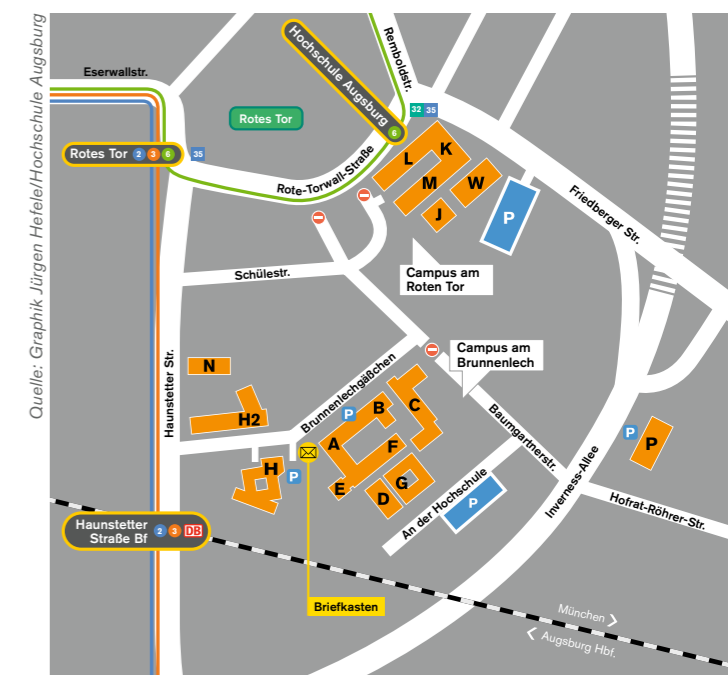 Quelle: Graphik Jürgen Hefele/Hochschule Augsburg
Eserwallstr.
Remboldstr.
Hochschule Augsburg 6
32 35
Rotes Tor
Rotes Tor 2 3 6
35
Rote-Torwall-Straße
L
K
M
W
J
P
Friedberger Str.
Schülestr.
Campus am
Roten Tor
Haunstetter Str.
N
H2
Brunnenlechgäßchen
Campus am
Brunnenlech
P
B
C
A
F
Baumgartnerstr.
P
P
H
P
E
D
G
An der Hochschule
P
Inverness-Allee
Hofrat-Röhrer-Str.
Haunstetter
Straße Bf
2 3 DB
Briefkasten
München
Augsburg Hbf.